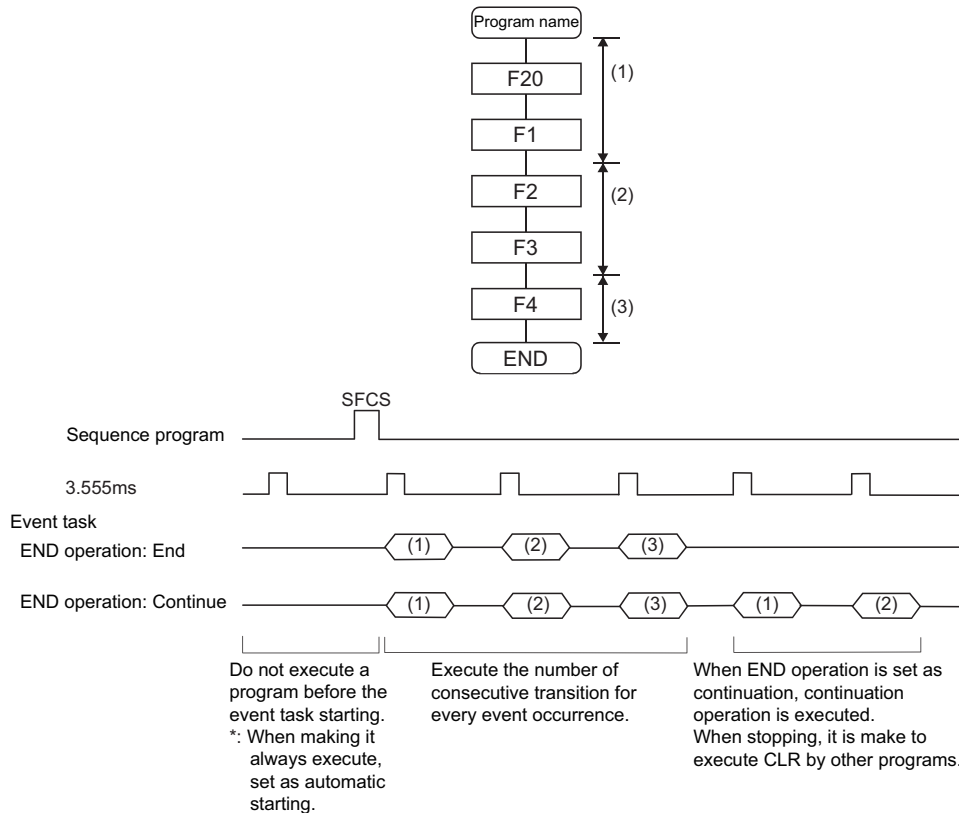 Program name
F20
(1)
F1
F2
(2)
F3
F4
(3)
END
SFCS
Sequence program
3.555ms
Event task
END operation: End
(1) (2) (3)
END operation: Continue
(1) (2) (3) (1) (2)
Do not execute a
program before the
event task starting.
*: When making it
always execute,
set as automatic
starting.
Execute the number of
consecutive transition for
every event occurrence.
When END operation is set as
continuation, continuation
operation is executed.
When stopping, it is make to
execute CLR by other programs.